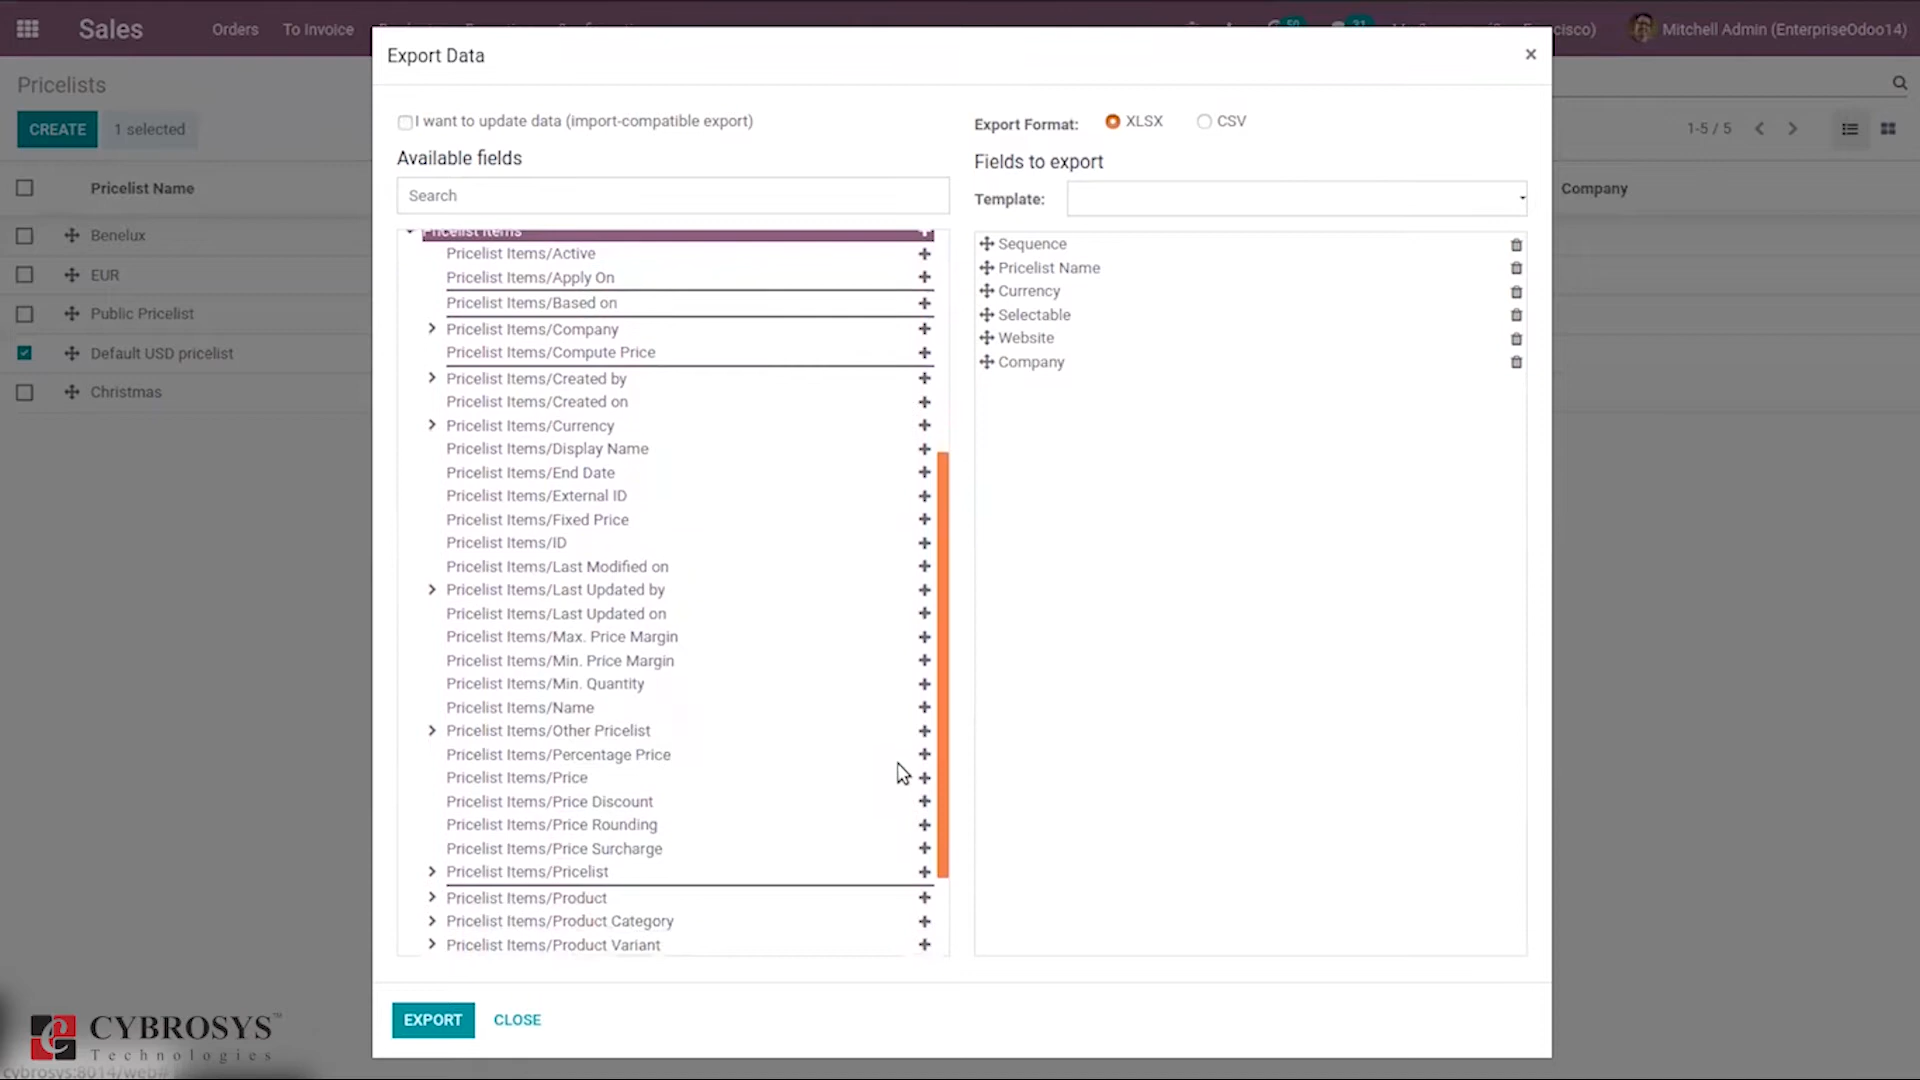 Sales
Orders
To Invoice
50
31
cisco)
Mitchell Admin (EnterpriseOdoo14)
Pricelists
CREATE
1 selected
1-5 / 5
Pricelist Name
Company
Benelux
EUR
Public Pricelist
Default USD pricelist
Christmas
Export Data
×
I want to update data (import-compatible export)
Available fields
Search
Pricelist Items
Pricelist Items/Active
Pricelist Items/Apply On
Pricelist Items/Based on
Pricelist Items/Company
Pricelist Items/Compute Price
Pricelist Items/Created by
Pricelist Items/Created on
Pricelist Items/Currency
Pricelist Items/Display Name
Pricelist Items/End Date
Pricelist Items/External ID
Pricelist Items/Fixed Price
Pricelist Items/ID
Pricelist Items/Last Modified on
Pricelist Items/Last Updated by
Pricelist Items/Last Updated on
Pricelist Items/Max. Price Margin
Pricelist Items/Min. Price Margin
Pricelist Items/Min. Quantity
Pricelist Items/Name
Pricelist Items/Other Pricelist
Pricelist Items/Percentage Price
Pricelist Items/Price
Pricelist Items/Price Discount
Pricelist Items/Price Rounding
Pricelist Items/Price Surcharge
Pricelist Items/Pricelist
Pricelist Items/Product
Pricelist Items/Product Category
Pricelist Items/Product Variant
Export Format:
XLSX
CSV
Fields to export
Template:
Sequence
Pricelist Name
Currency
Selectable
Website
Company
EXPORT
CLOSE
CYBROSYS™
Technologies
cybrosys:8014/web#